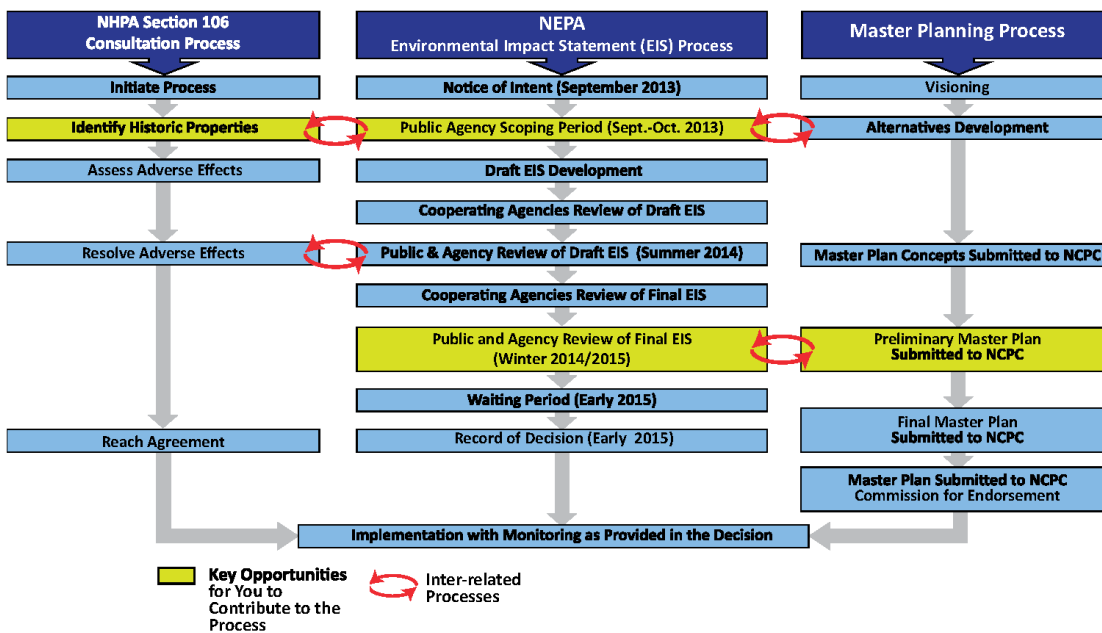 NHPA Section 106
Consultation Process
NEPA
Environmental Impact Statement (EIS) Process
Master Planning Process
Initiate Process
Notice of Intent (September 2013)
Visioning
Identify Historic Properties
Public Agency Scoping Period (Sept.-Oct. 2013)
Alternatives Development
Assess Adverse Effects
Draft EIS Development
Cooperating Agencies Review of Draft EIS
Resolve Adverse Effects
Public & Agency Review of Draft EIS (Summer 2014)
Master Plan Concepts Submitted to NCPC
Cooperating Agencies Review of Final EIS
Public and Agency Review of Final EIS
(Winter 2014/2015)
Preliminary Master Plan
Submitted to NCPC
Waiting Period (Early 2015)
Reach Agreement
Record of Decision (Early 2015)
Final Master Plan
Submitted to NCPC
Master Plan Submitted to NCPC
Commission for Endorsement
Implementation with Monitoring as Provided in the Decision
Key Opportunities
for You to
Contribute to the
Process
Inter-related
Processes